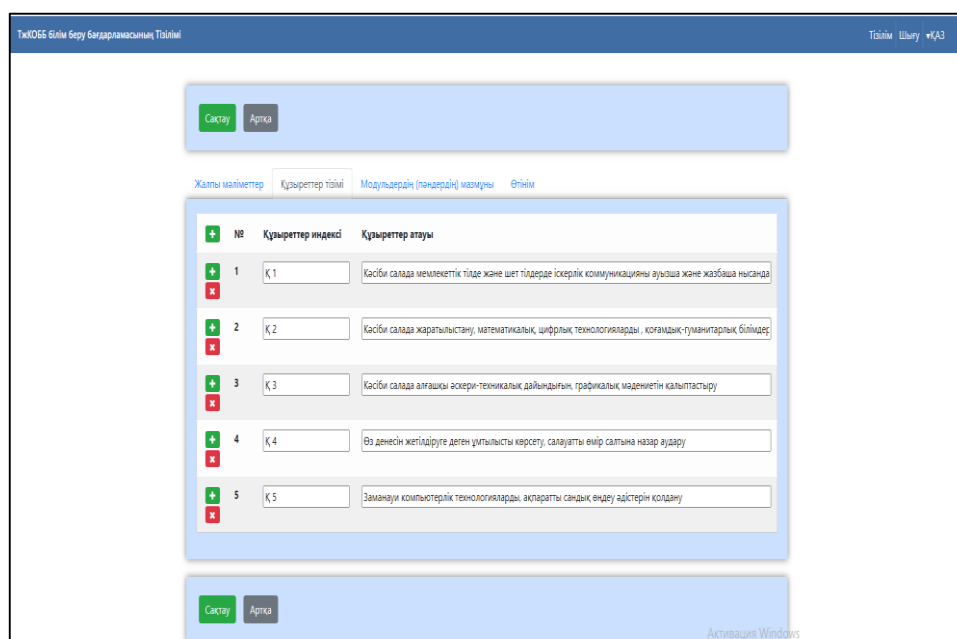 ТжКОББ білім беру бағдарламасының Тізілімі Тізілім Шығу ▾ҚАЗ
Сақтау Артқа
Жалпы мәліметтер Құзыреттер тізімі Модульдердің (пәндердің) мазмұны Өтінім
+ № Құзыреттер индексі Құзыреттер атауы
+ 1 Қ 1 Кәсіби салада мемлекеттік тілде және шет тілдерде іскерлік коммуникацияны ауызша және жазбаша нысанда
+ 2 Қ 2 Кәсіби салада жаратылыстану, математикалық, цифрлық технологияларды , қоғамдық-гуманитарлық білімдер
+ 3 Қ 3 Кәсіби салада алғашқы әскери-техникалық дайындығын, графикалық мәдениетін қалыптастыру
+ 4 Қ 4 Өз денесін жетілдіруге деген ұмтылысты көрсету, салауатты өмір салтына назар аудару
+ 5 Қ 5 Заманауи компьютерлік технологияларды, ақпаратты сандық өңдеу әдістерін қолдану
Сақтау Артқа
Активация Windows